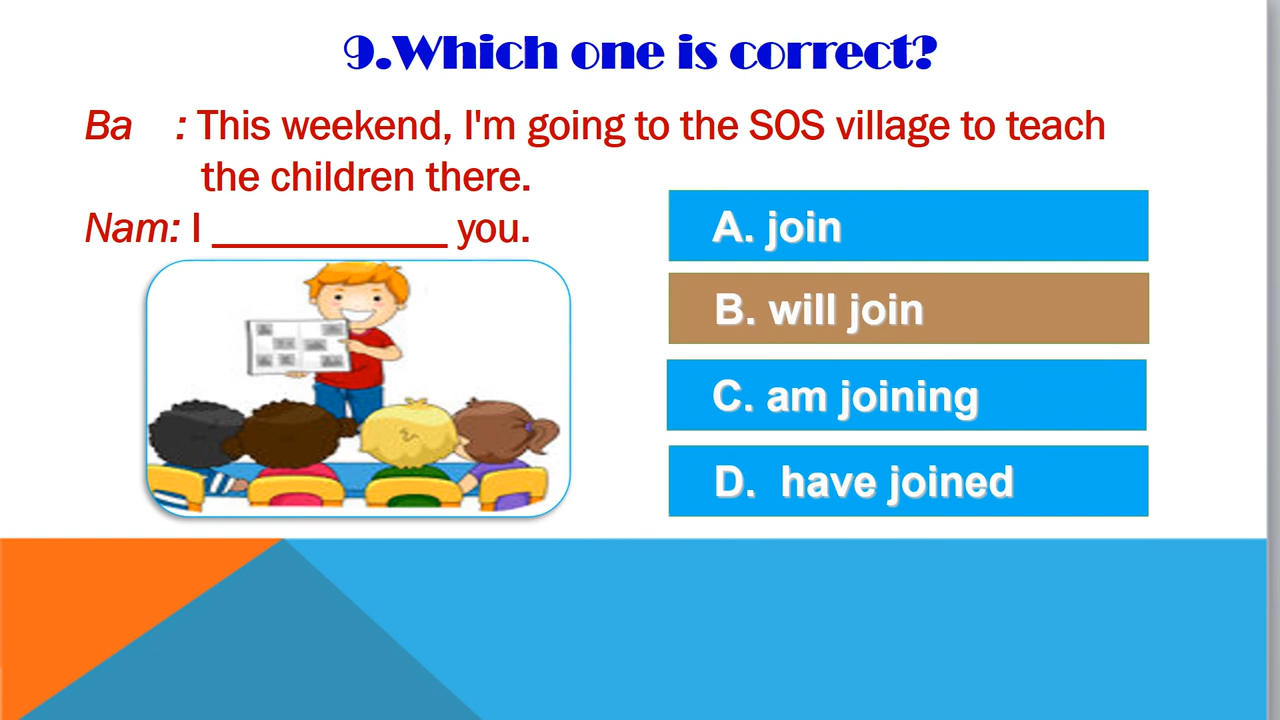 9.Which one is correct?
Ba : This weekend, I'm going to the SOS village to teach
the children there.
Nam: I ___________ you.
A. join
B. will join
C. am joining
D. have joined